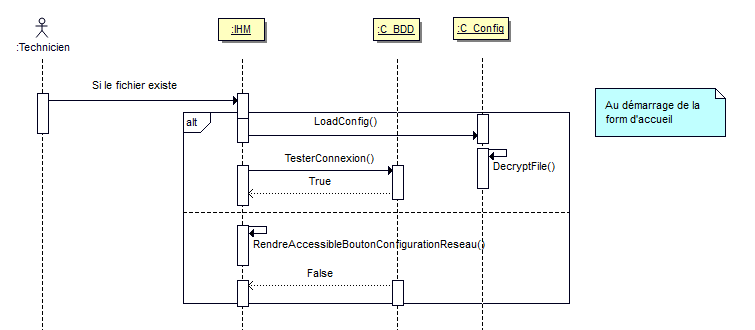 :Technicien
:IHM
:C_BDD
:C_Config
Si le fichier existe
Au démarrage de la
form d'accueil
alt
LoadConfig()
TesterConnexion()
DecryptFile()
True
RendreAccessibleBoutonConfigurationReseau()
False